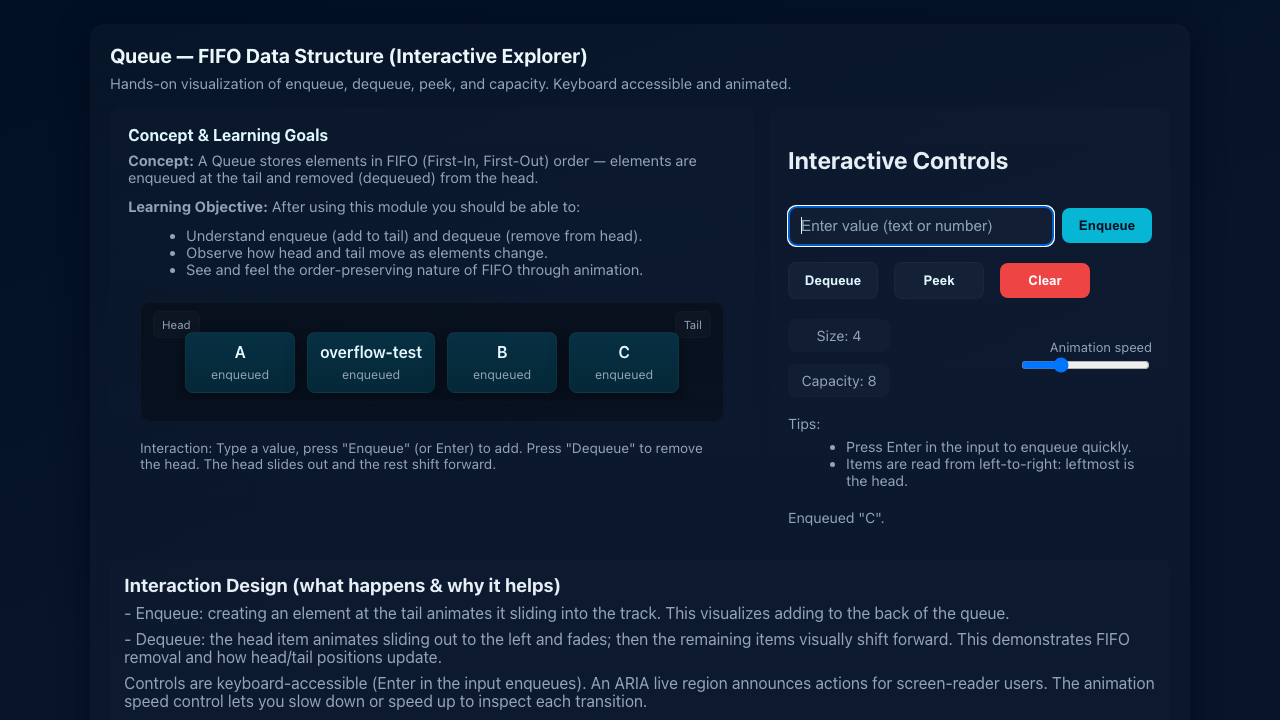 Queue — FIFO Data Structure (Interactive Explorer)
Hands-on visualization of enqueue, dequeue, peek, and capacity. Keyboard accessible and animated.
Concept & Learning Goals
Concept: A Queue stores elements in FIFO (First-In, First-Out) order — elements are
enqueued at the tail and removed (dequeued) from the head.
Learning Objective: After using this module you should be able to:
• Understand enqueue (add to tail) and dequeue (remove from head).
• Observe how head and tail move as elements change.
• See and feel the order-preserving nature of FIFO through animation.
Head
Tail
A
enqueued
overflow-test
enqueued
B
enqueued
C
enqueued
Interaction: Type a value, press "Enqueue" (or Enter) to add. Press "Dequeue" to remove
the head. The head slides out and the rest shift forward.
Interactive Controls
Enter value (text or number)
Enqueue
Dequeue
Peek
Clear
Size: 4
Capacity: 8
Animation speed
Tips:
• Press Enter in the input to enqueue quickly.
• Items are read from left-to-right: leftmost is
the head.
Enqueued "C".
Interaction Design (what happens & why it helps)
- Enqueue: creating an element at the tail animates it sliding into the track. This visualizes adding to the back of the queue.
- Dequeue: the head item animates sliding out to the left and fades; then the remaining items visually shift forward. This demonstrates FIFO
removal and how head/tail positions update.
Controls are keyboard-accessible (Enter in the input enqueues). An ARIA live region announces actions for screen-reader users. The animation
speed control lets you slow down or speed up to inspect each transition.